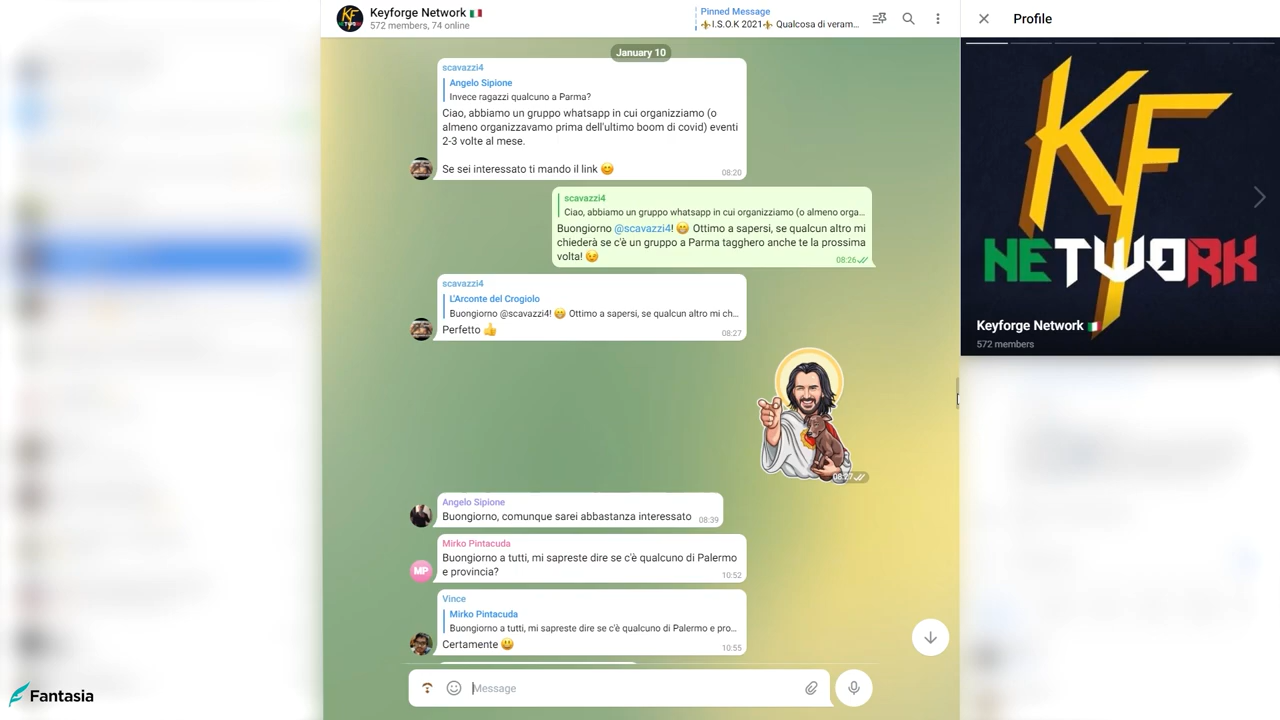 Keyforge Network
572 members, 74 online
Pinned Message
I.S.O.K 2021 Qualcosa di veram...
Profile
January 10
scavazzi4
Angelo Sipione
Invece ragazzi qualcuno a Parma?
Ciao, abbiamo un gruppo whatsapp in cui organizziamo (o
almeno organizzavamo prima dell'ultimo boom di covid) eventi
2-3 volte al mese.
Se sei interessato ti mando il link 😊
08:20
scavazzi4
Ciao, abbiamo un gruppo whatsapp in cui organizziamo (o almeno orga...
Buongiorno @scavazzi4! 🤭 Ottimo a sapersi, se qualcun altro mi
chiederà se c'è un gruppo a Parma tagghero anche te la prossima
volta! 😉
08:26
scavazzi4
L'Arconte del Crogiolo
Buongiorno @scavazzi4! 🤭 Ottimo a sapersi, se qualcun altro mi ch...
Perfetto 👍
08:27
08:27
Angelo Sipione
Buongiorno, comunque sarei abbastanza interessato
08:39
Mirko Pintacuda
MP
Buongiorno a tutti, mi sapreste dire se c'è qualcuno di Palermo
e provincia?
10:52
Vince
Mirko Pintacuda
Buongiorno a tutti, mi sapreste dire se c'è qualcuno di Palermo e pro...
Certamente 😃
10:55
Message
KF
NETWORK
Keyforge Network
572 members
Fantasia